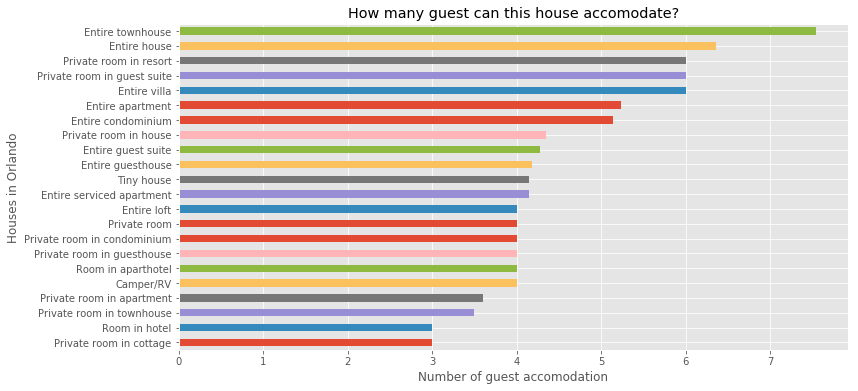 How many guest can this house accomodate?
Entire townhouse
Entire house
Private room in resort
Private room in guest suite
Entire villa
Entire apartment
Entire condominium
Private room in house
Entire guest suite
Entire guesthouse
Tiny house
Entire serviced apartment
Entire loft
Private room
Private room in condominium
Private room in guesthouse
Room in aparthotel
Camper/RV
Private room in apartment
Private room in townhouse
Room in hotel
Private room in cottage
Houses in Orlando
0 1 2 3 4 5 6 7
Number of guest accomodation